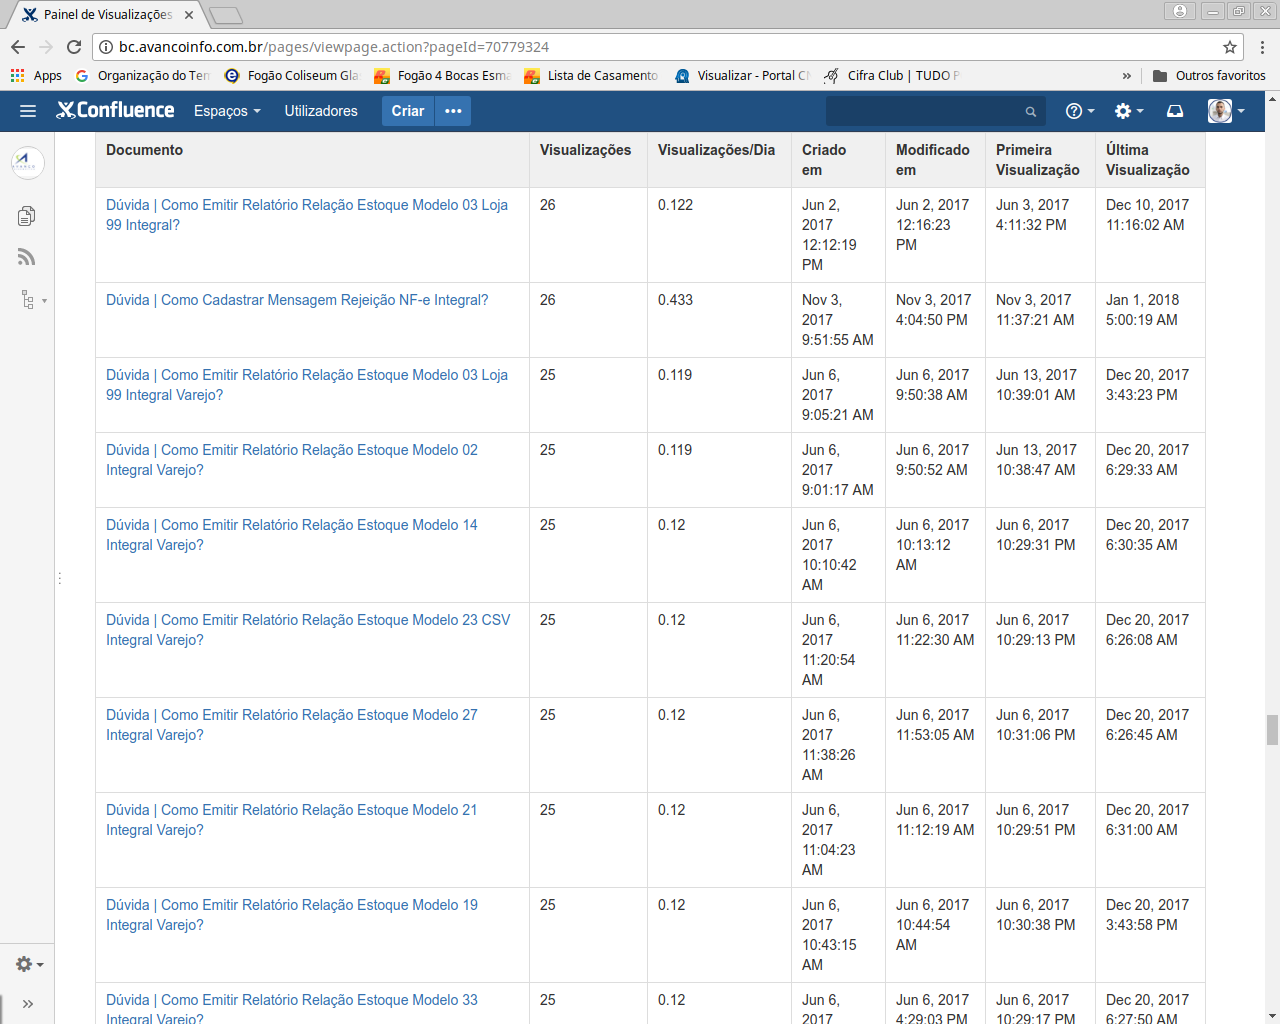 Painel de Visualizações
bc.avancoinfo.com.br/pages/viewpage.action?pageId=70779324
Apps
Organização do Ter
Fogão Coliseum Gla
Fogão 4 Bocas Esma
Lista de Casamento
Visualizar - Portal C
Cifra Club | TUDO
»
Outros favoritos
Confluence
Espaços
Utilizadores
Criar
Documento
Visualizações
Visualizações/Dia
Criado
em
Modificado
em
Primeira
Visualização
Última
Visualização
Dúvida | Como Emitir Relatório Relação Estoque Modelo 03 Loja
99 Integral?
26
0.122
Jun 2,
2017
12:12:19
PM
Jun 2, 2017
12:16:23
PM
Jun 3, 2017
4:11:32 PM
Dec 10, 2017
11:16:02 AM
Dúvida | Como Cadastrar Mensagem Rejeição NF-e Integral?
26
0.433
Nov 3,
2017
9:51:55 AM
Nov 3, 2017
4:04:50 PM
Nov 3, 2017
11:37:21 AM
Jan 1, 2018
5:00:19 AM
Dúvida | Como Emitir Relatório Relação Estoque Modelo 03 Loja
99 Integral Varejo?
25
0.119
Jun 6,
2017
9:05:21 AM
Jun 6, 2017
9:50:38 AM
Jun 13, 2017
10:39:01 AM
Dec 20, 2017
3:43:23 PM
Dúvida | Como Emitir Relatório Relação Estoque Modelo 02
Integral Varejo?
25
0.119
Jun 6,
2017
9:01:17 AM
Jun 6, 2017
9:50:52 AM
Jun 13, 2017
10:38:47 AM
Dec 20, 2017
6:29:33 AM
Dúvida | Como Emitir Relatório Relação Estoque Modelo 14
Integral Varejo?
25
0.12
Jun 6,
2017
10:10:42
AM
Jun 6, 2017
10:13:12
AM
Jun 6, 2017
10:29:31 PM
Dec 20, 2017
6:30:35 AM
Dúvida | Como Emitir Relatório Relação Estoque Modelo 23 CSV
Integral Varejo?
25
0.12
Jun 6,
2017
11:20:54
AM
Jun 6, 2017
11:22:30 AM
Jun 6, 2017
10:29:13 PM
Dec 20, 2017
6:26:08 AM
Dúvida | Como Emitir Relatório Relação Estoque Modelo 27
Integral Varejo?
25
0.12
Jun 6,
2017
11:38:26
AM
Jun 6, 2017
11:53:05 AM
Jun 6, 2017
10:31:06 PM
Dec 20, 2017
6:26:45 AM
Dúvida | Como Emitir Relatório Relação Estoque Modelo 21
Integral Varejo?
25
0.12
Jun 6,
2017
11:04:23
AM
Jun 6, 2017
11:12:19 AM
Jun 6, 2017
10:29:51 PM
Dec 20, 2017
6:31:00 AM
Dúvida | Como Emitir Relatório Relação Estoque Modelo 19
Integral Varejo?
25
0.12
Jun 6,
2017
10:43:15
AM
Jun 6, 2017
10:44:54
AM
Jun 6, 2017
10:30:38 PM
Dec 20, 2017
3:43:58 PM
Dúvida | Como Emitir Relatório Relação Estoque Modelo 33
Integral Varejo?
25
0.12
Jun 6,
2017
Jun 6, 2017
4:29:03 PM
Jun 6, 2017
10:29:17 PM
Dec 20, 2017
6:27:50 AM